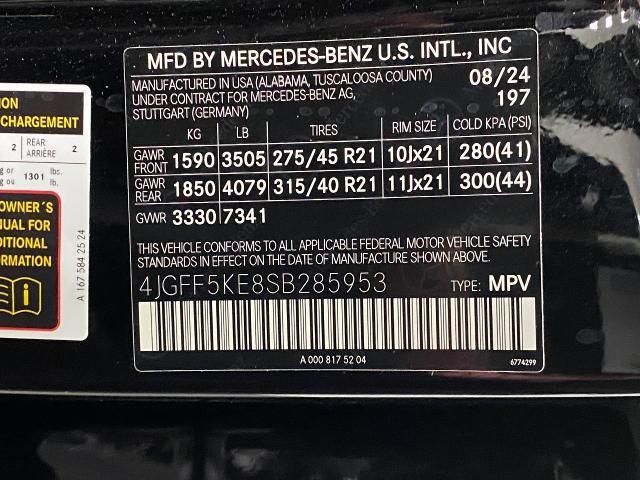 ION
CHARGEMENT
2 REAR ARRIÈRE 2
g or
g ou 1301 lbs. lb.
OWNER'S
NUAL FOR
DITIONAL
ORMATION
A 167 584 25 24
MFD BY MERCEDES-BENZ U.S. INTL., INC
MANUFACTURED IN USA (ALABAMA, TUSCALOOSA COUNTY) 08/24
UNDER CONTRACT FOR MERCEDES-BENZ AG, 197
STUTTGART (GERMANY)
KG LB TIRES RIM SIZE COLD KPA (PSI)
GAWR FRONT 1590 3505 275/45 R21 10Jx21 280(41)
GAWR REAR 1850 4079 315/40 R21 11Jx21 300(44)
GVWR 3330 7341
THIS VEHICLE CONFORMS TO ALL APPLICABLE FEDERAL MOTOR VEHICLE SAFETY
STANDARDS IN EFFECT ON THE DATE OF MANUFACTURE SHOWN ABOVE.
4JGFF5KE8SB285953 TYPE: MPV
A 000 817 52 04 6774299